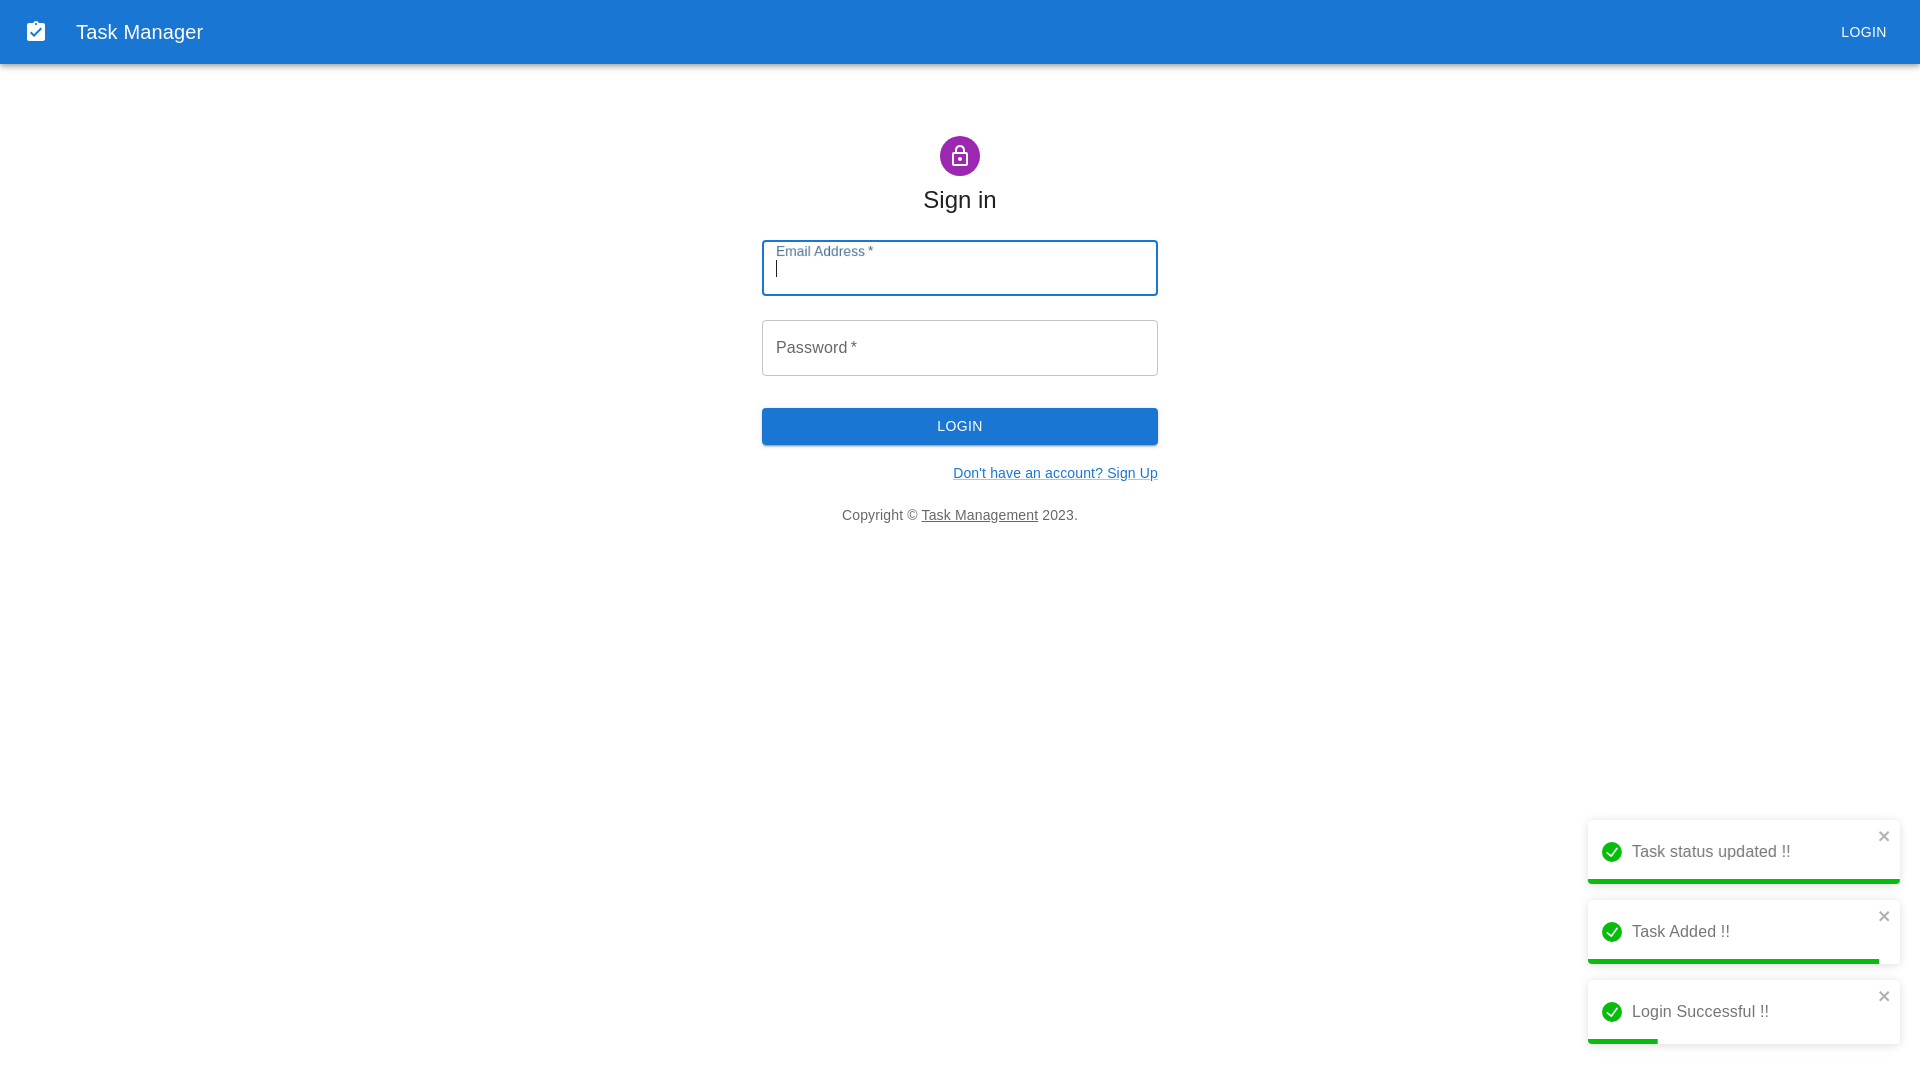 Task Manager
LOGIN
Sign in
Email Address *
Password *
LOGIN
Don't have an account? Sign Up
Copyright © Task Management 2023.
Task status updated !!
Task Added !!
Login Successful !!